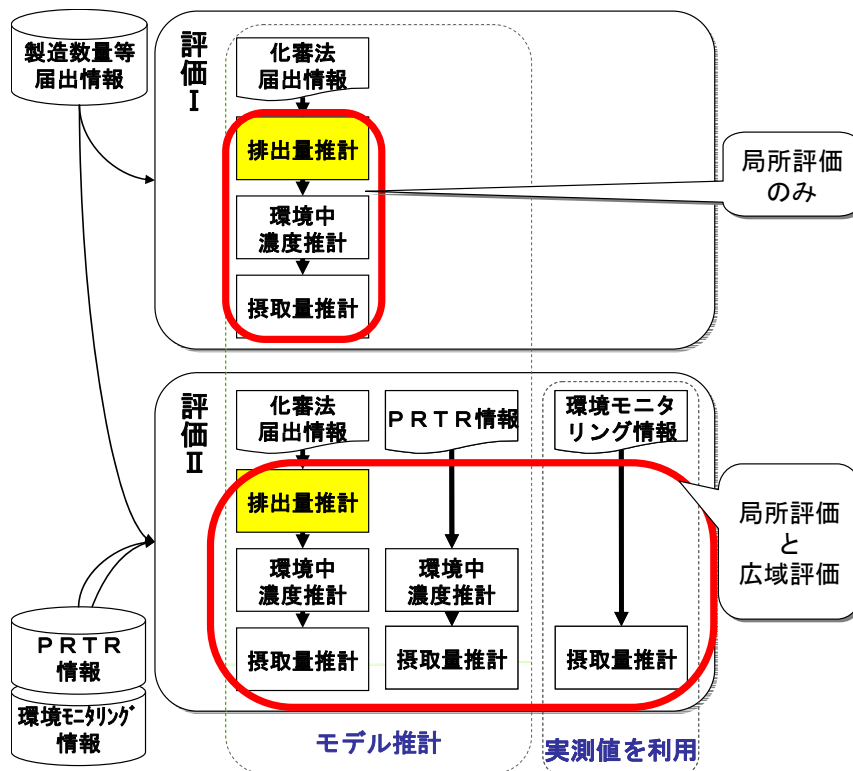 製造数量等
届出情報
評価Ⅰ
化審法
届出情報
排出量推計
環境中
濃度推計
摂取量推計
局所評価
のみ
評価Ⅱ
化審法
届出情報
排出量推計
環境中
濃度推計
摂取量推計
ＰＲＴＲ情報
環境中
濃度推計
摂取量推計
環境モニタ
リング情報
摂取量推計
局所評価
と
広域評価
ＰＲＴＲ
情報
環境ﾓﾆﾀﾘﾝｸﾞ
情報
モデル推計
実測値を利用